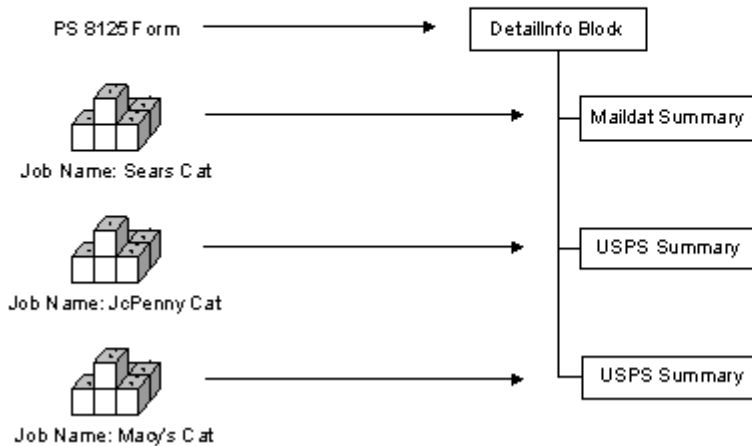 PS 8125 Form
DetailInfo Block
Maildat Summary
Job Name: Sears Cat
USPS Summary
Job Name: JcPenny Cat
USPS Summary
Job Name: Macy's Cat